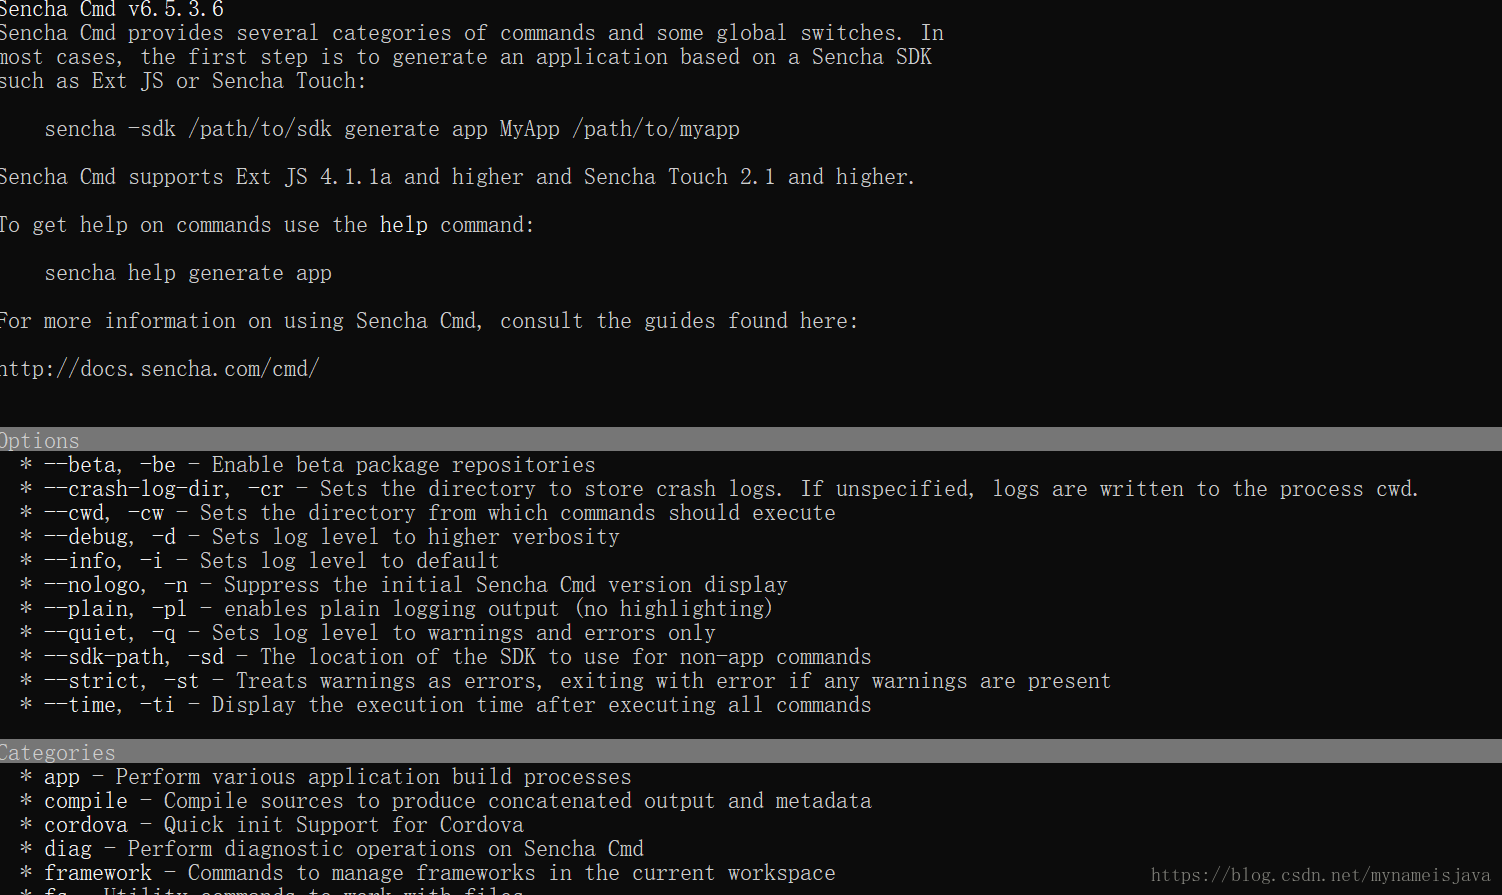 Sencha Cmd v6.5.3.6
Sencha Cmd provides several categories of commands and some global switches. In
most cases, the first step is to generate an application based on a Sencha SDK
such as Ext JS or Sencha Touch:
sencha -sdk /path/to/sdk generate app MyApp /path/to/myapp
Sencha Cmd supports Ext JS 4.1.1a and higher and Sencha Touch 2.1 and higher.
To get help on commands use the help command:
sencha help generate app
For more information on using Sencha Cmd, consult the guides found here:
http://docs.sencha.com/cmd/
Options
* --beta, -be - Enable beta package repositories
* --crash-log-dir, -cr - Sets the directory to store crash logs. If unspecified, logs are written to the process cwd.
* --cwd, -cw - Sets the directory from which commands should execute
* --debug, -d - Sets log level to higher verbosity
* --info, -i - Sets log level to default
* --nologo, -n - Suppress the initial Sencha Cmd version display
* --plain, -pl - enables plain logging output (no highlighting)
* --quiet, -q - Sets log level to warnings and errors only
* --sdk-path, -sd - The location of the SDK to use for non-app commands
* --strict, -st - Treats warnings as errors, exiting with error if any warnings are present
* --time, -ti - Display the execution time after executing all commands
Categories
* app - Perform various application build processes
* compile - Compile sources to produce concatenated output and metadata
* cordova - Quick init Support for Cordova
* diag - Perform diagnostic operations on Sencha Cmd
* framework - Commands to manage frameworks in the current workspace
* fs - Utility commands to work with files
https://blog.csdn.net/mynameisjava